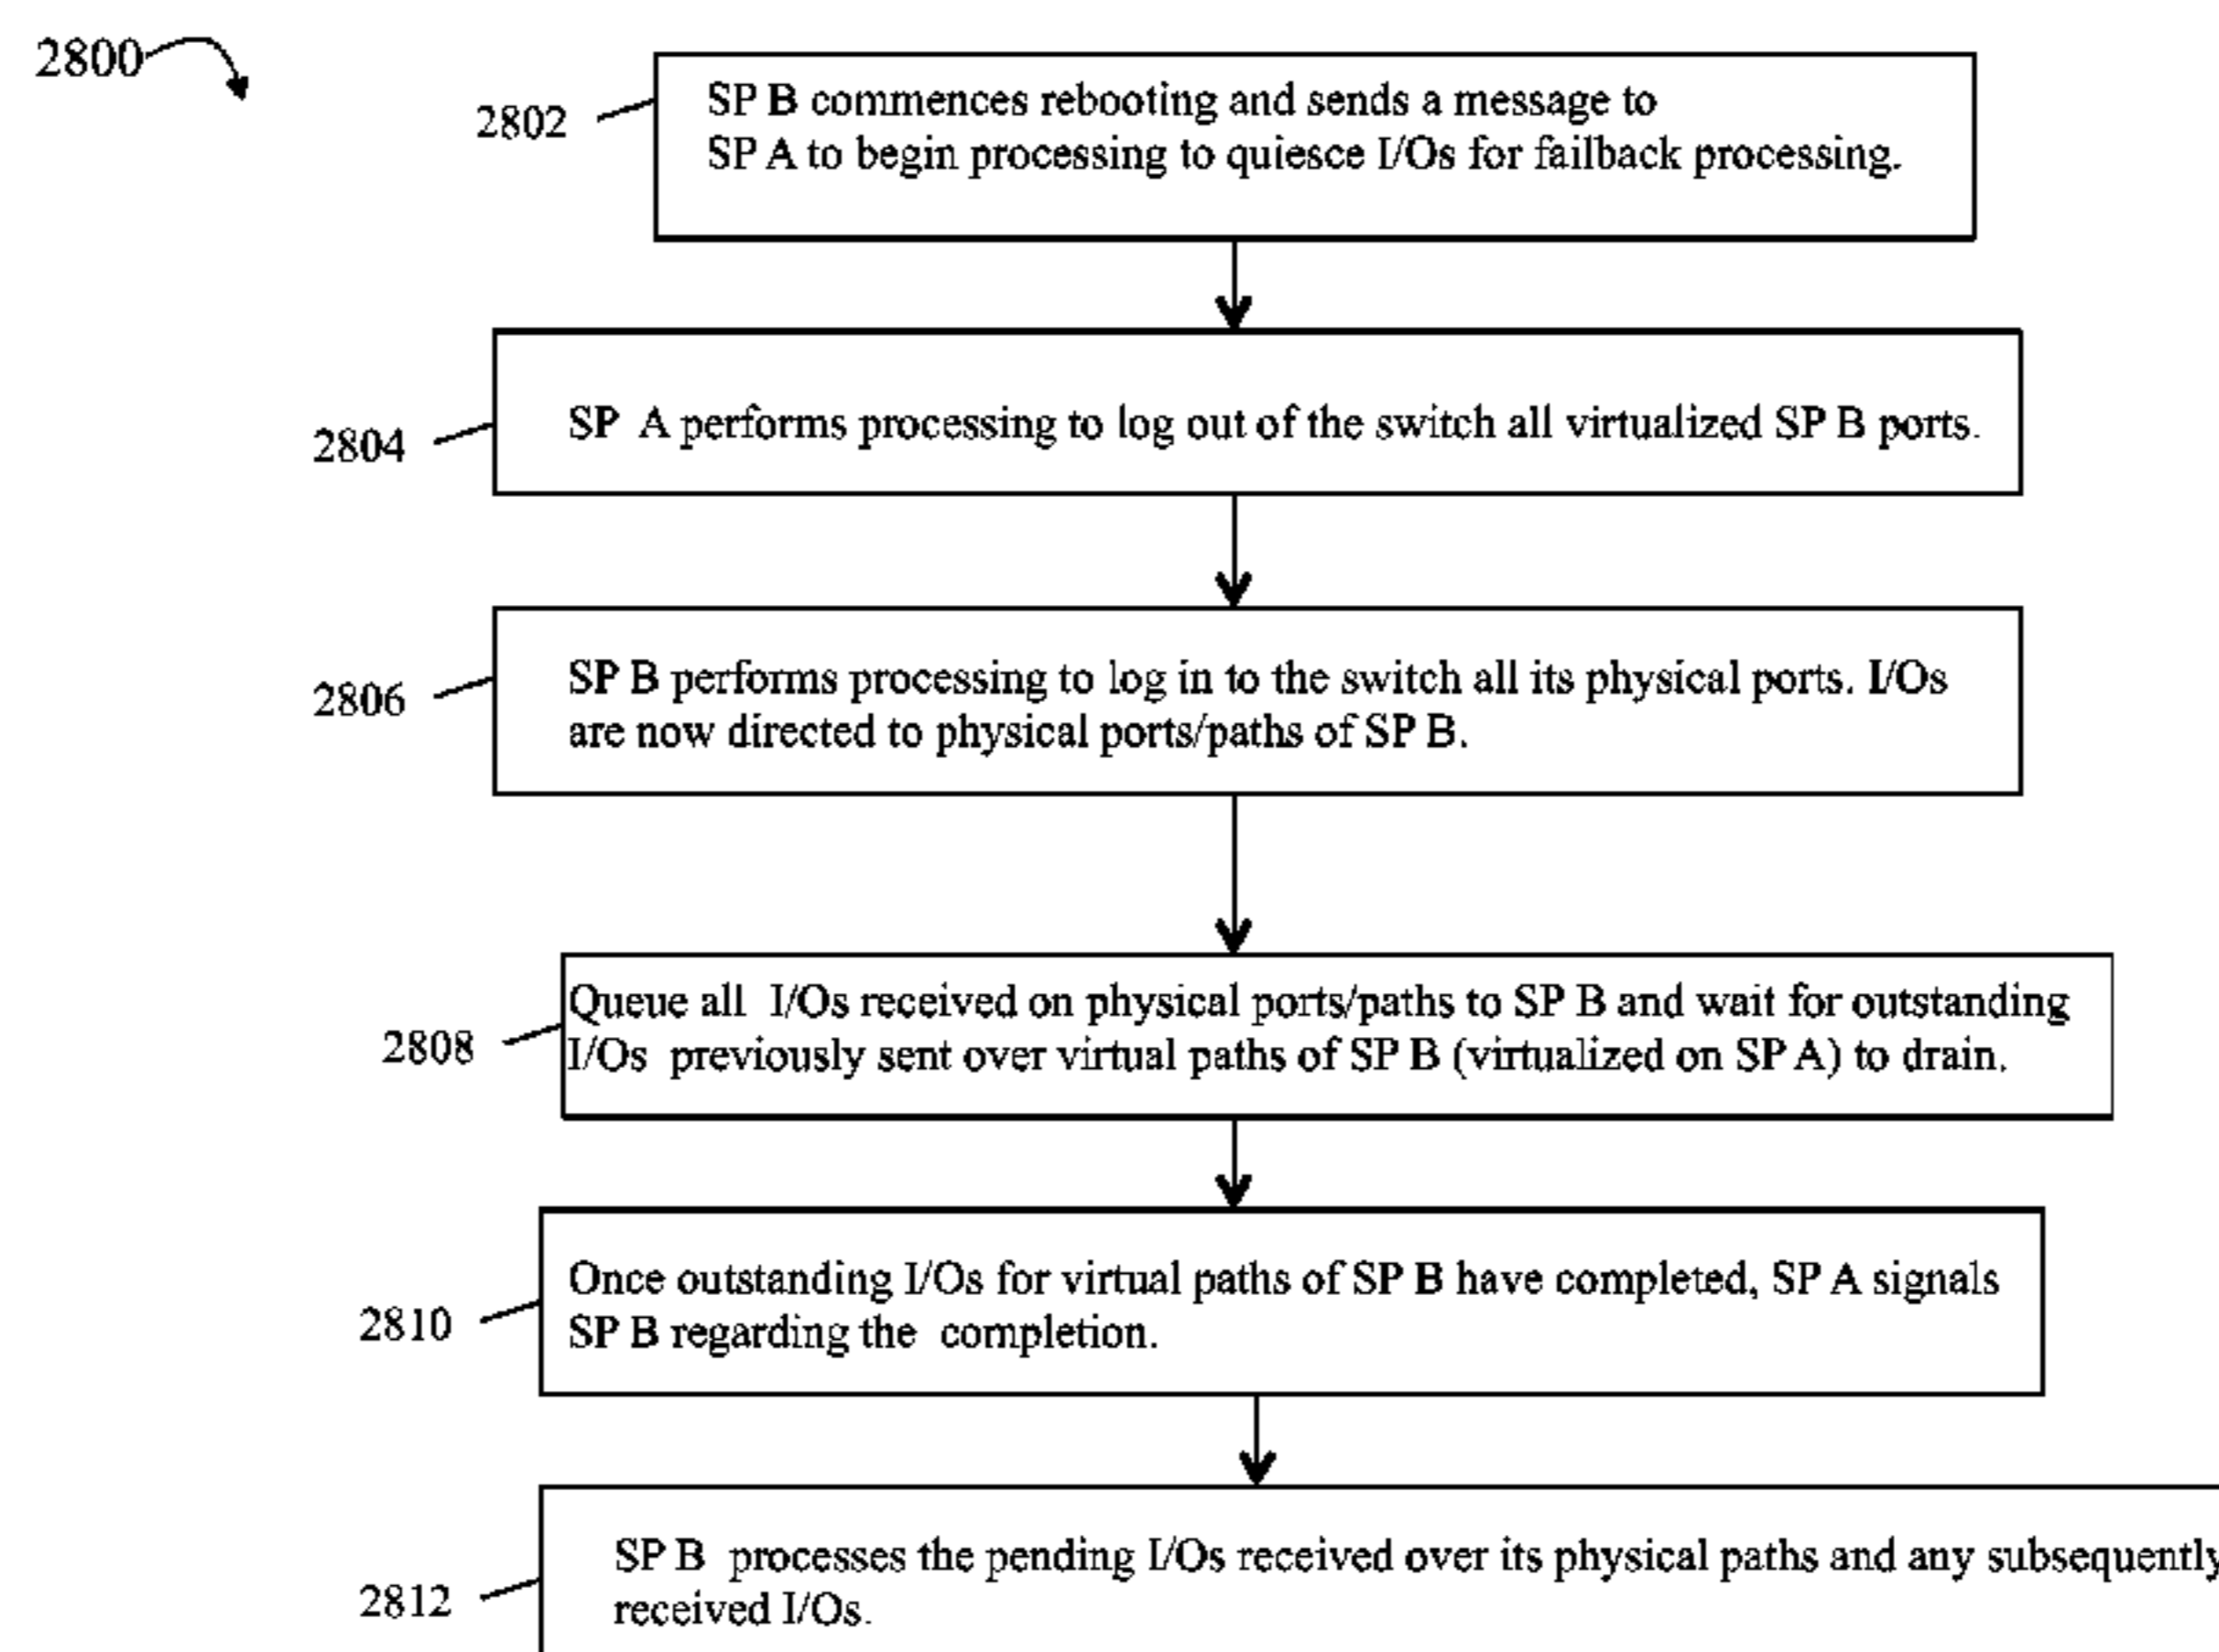 2800
2802
SP B commences rebooting and sends a message to
SP A to begin processing to quiesce I/Os for failback processing.
2804
SP A performs processing to log out of the switch all virtualized SP B ports.
2806
SP B performs processing to log in to the switch all its physical ports. I/Os
are now directed to physical ports/paths of SP B.
2808
Queue all I/Os received on physical ports/paths to SP B and wait for outstanding
I/Os previously sent over virtual paths of SP B (virtualized on SP A) to drain.
2810
Once outstanding I/Os for virtual paths of SP B have completed, SP A signals
SP B regarding the completion.
2812
SP B processes the pending I/Os received over its physical paths and any subsequently
received I/Os.